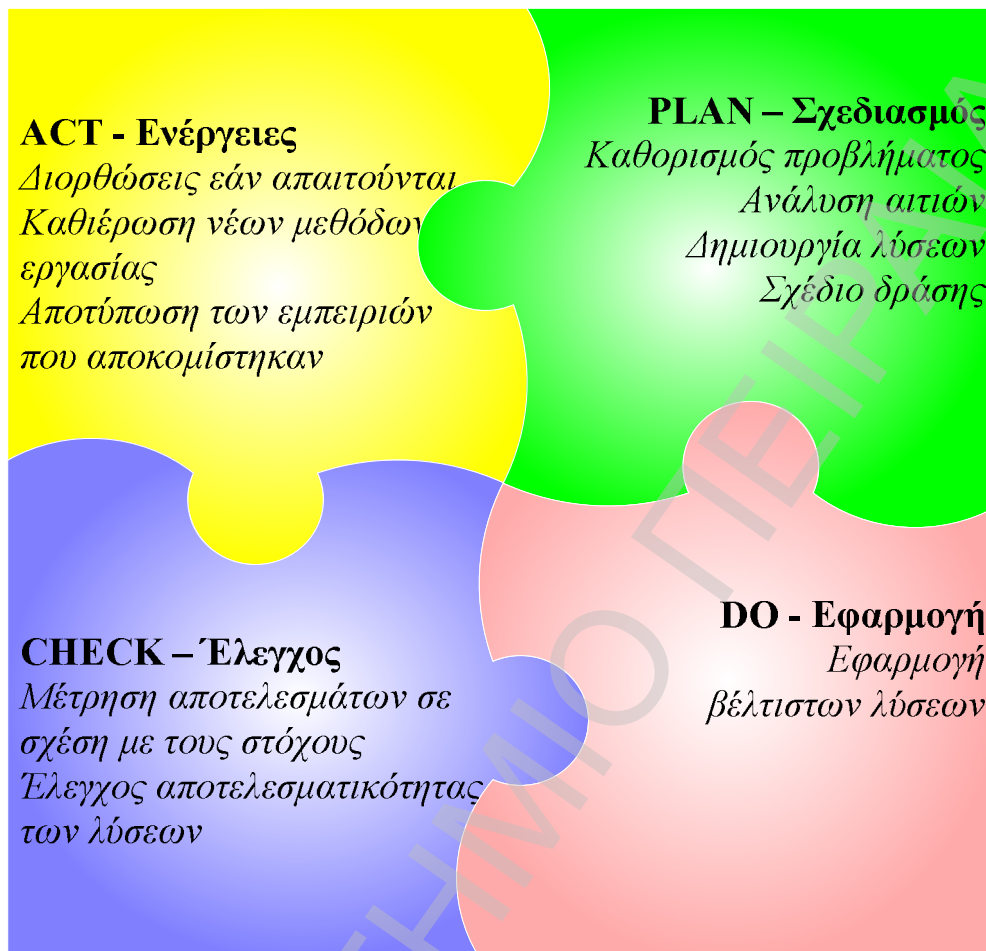 ACT - Ενέργειες
Διορθώσεις εάν απαιτούνται
Καθιέρωση νέων μεθόδων
εργασίας
Αποτύπωση των εμπειριών
που αποκομίστηκαν
PLAN – Σχεδιασμός
Καθορισμός προβλήματος
Ανάλυση αιτιών
Δημιουργία λύσεων
Σχέδιο δράσης
CHECK – Έλεγχος
Μέτρηση αποτελεσμάτων σε
σχέση με τους στόχους
Έλεγχος αποτελεσματικότητας
των λύσεων
DO - Εφαρμογή
Εφαρμογή
βέλτιστων λύσεων